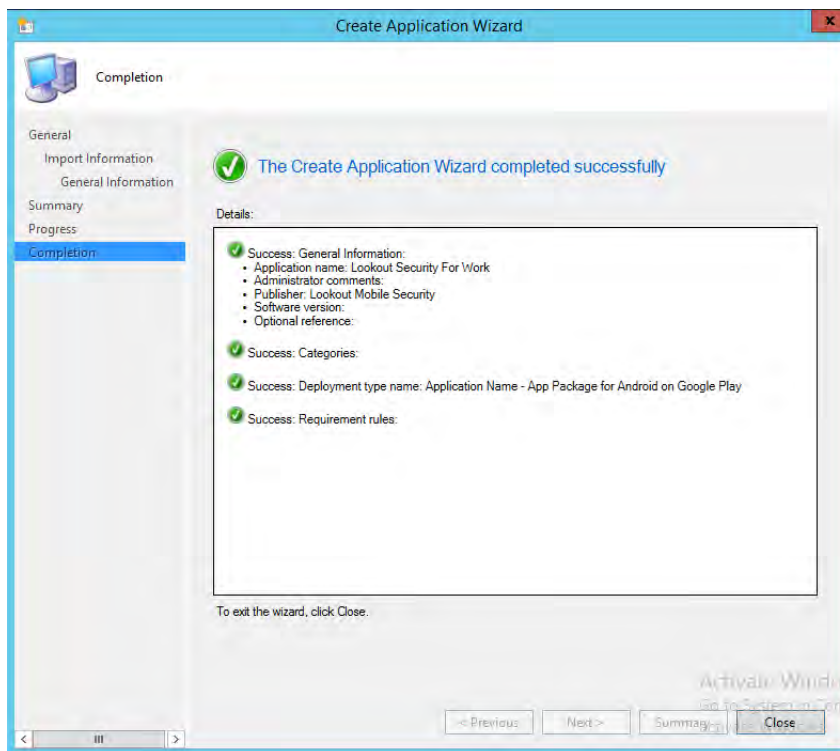 Create Application Wizard
x
Completion
General
Import Information
General Information
Summary
Progress
Completion
The Create Application Wizard completed successfully
Details:
Success: General Information:
• Application name: Lookout Security For Work
• Administrator comments:
• Publisher: Lookout Mobile Security
• Software version:
• Optional reference:
Success: Categories:
Success: Deployment type name: Application Name - App Package for Android on Google Play
Success: Requirement rules:
To exit the wizard, click Close.
< Previous
Next >
Summary
Close